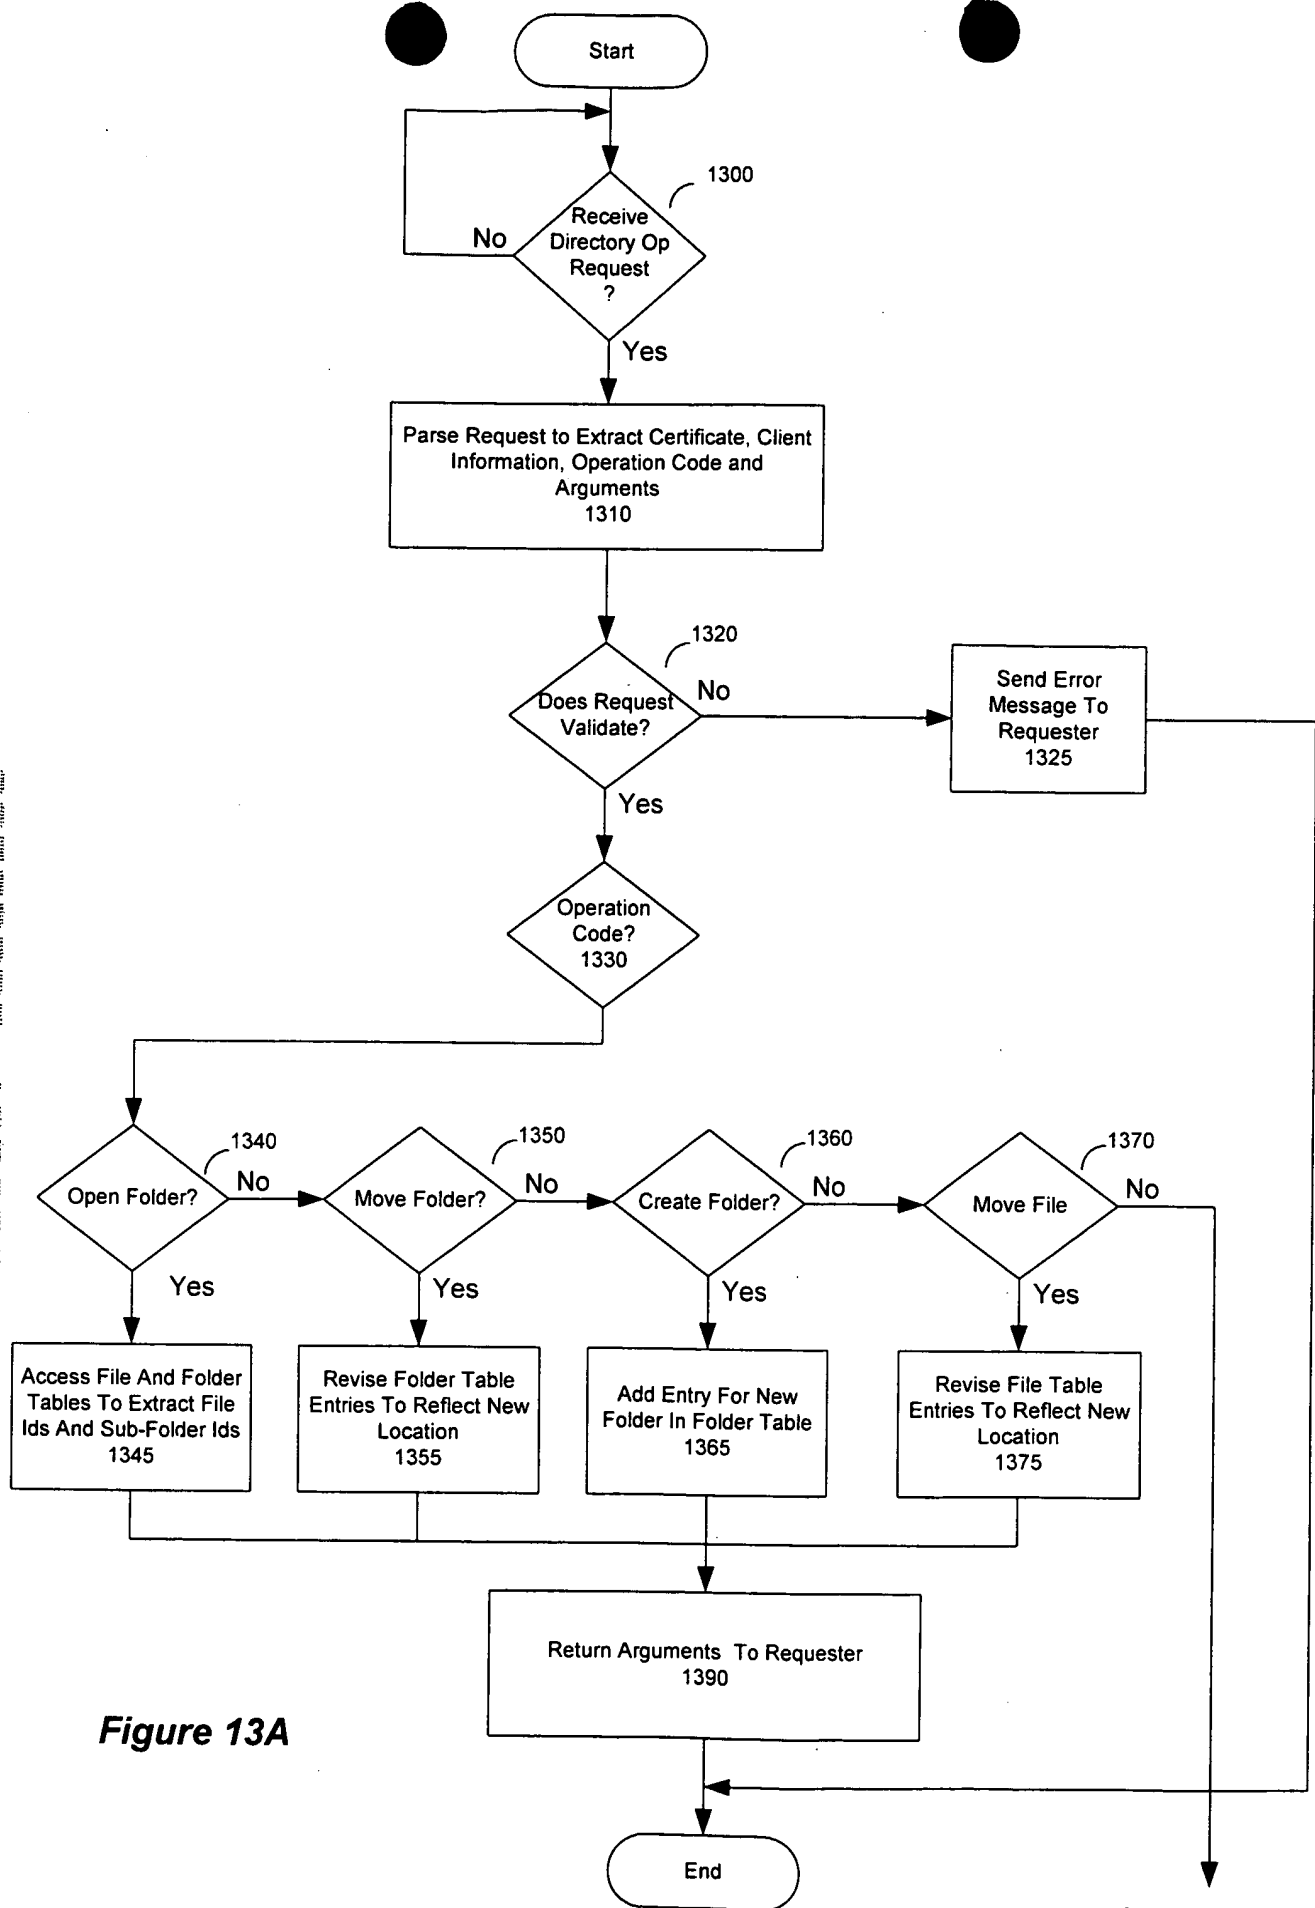 Start
1300
Receive
Directory Op
Request
?
No
Yes
Parse Request to Extract Certificate, Client
Information, Operation Code and
Arguments
1310
1320
Does Request
Validate?
No
Send Error
Message To
Requester
1325
Yes
Operation
Code?
1330
1340
Open Folder?
No
1350
Move Folder?
No
1360
Create Folder?
No
1370
Move File
No
Yes
Yes
Yes
Yes
Access File And Folder
Tables To Extract File
Ids And Sub-Folder Ids
1345
Revise Folder Table
Entries To Reflect New
Location
1355
Add Entry For New
Folder In Folder Table
1365
Revise File Table
Entries To Reflect New
Location
1375
Return Arguments To Requester
1390
Figure 13A
End